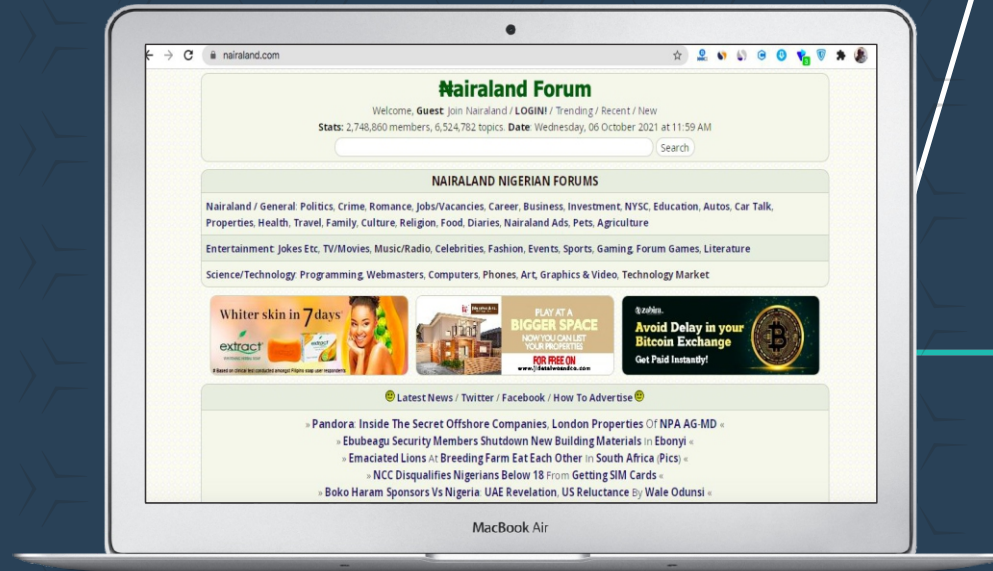 nairaland.com
₦airaland Forum
Welcome, Guest: Join Nairaland / LOGIN! / Trending / Recent / New
Stats: 2,748,860 members, 6,524,782 topics. Date: Wednesday, 06 October 2021 at 11:59 AM
Search
NAIRALAND NIGERIAN FORUMS
Nairaland / General: Politics, Crime, Romance, Jobs/Vacancies, Career, Business, Investment, NYSC, Education, Autos, Car Talk,
Properties, Health, Travel, Family, Culture, Religion, Food, Diaries, Nairaland Ads, Pets, Agriculture
Entertainment: Jokes Etc, TV/Movies, Music/Radio, Celebrities, Fashion, Events, Sports, Gaming, Forum Games, Literature
Science/Technology: Programming, Webmasters, Computers, Phones, Art, Graphics & Video, Technology Market
Whiter skin in 7 days
extract
PLAY AT A
BIGGER SPACE
NOW YOU CAN LIST
YOUR PROPERTIES
FOR FREE ON
Avoid Delay in your
Bitcoin Exchange
Get Paid Instantly!
Latest News / Twitter / Facebook / How To Advertise
» Pandora: Inside The Secret Offshore Companies, London Properties Of NPA AG-MD «
» Ebubeagu Security Members Shutdown New Building Materials In Ebonyi «
» Emaciated Lions At Breeding Farm Eat Each Other In South Africa (Pics) «
» NCC Disqualifies Nigerians Below 18 From Getting SIM Cards «
» Boko Haram Sponsors Vs Nigeria: UAE Revelation, US Reluctance By Wale Odunsi «
MacBook Air